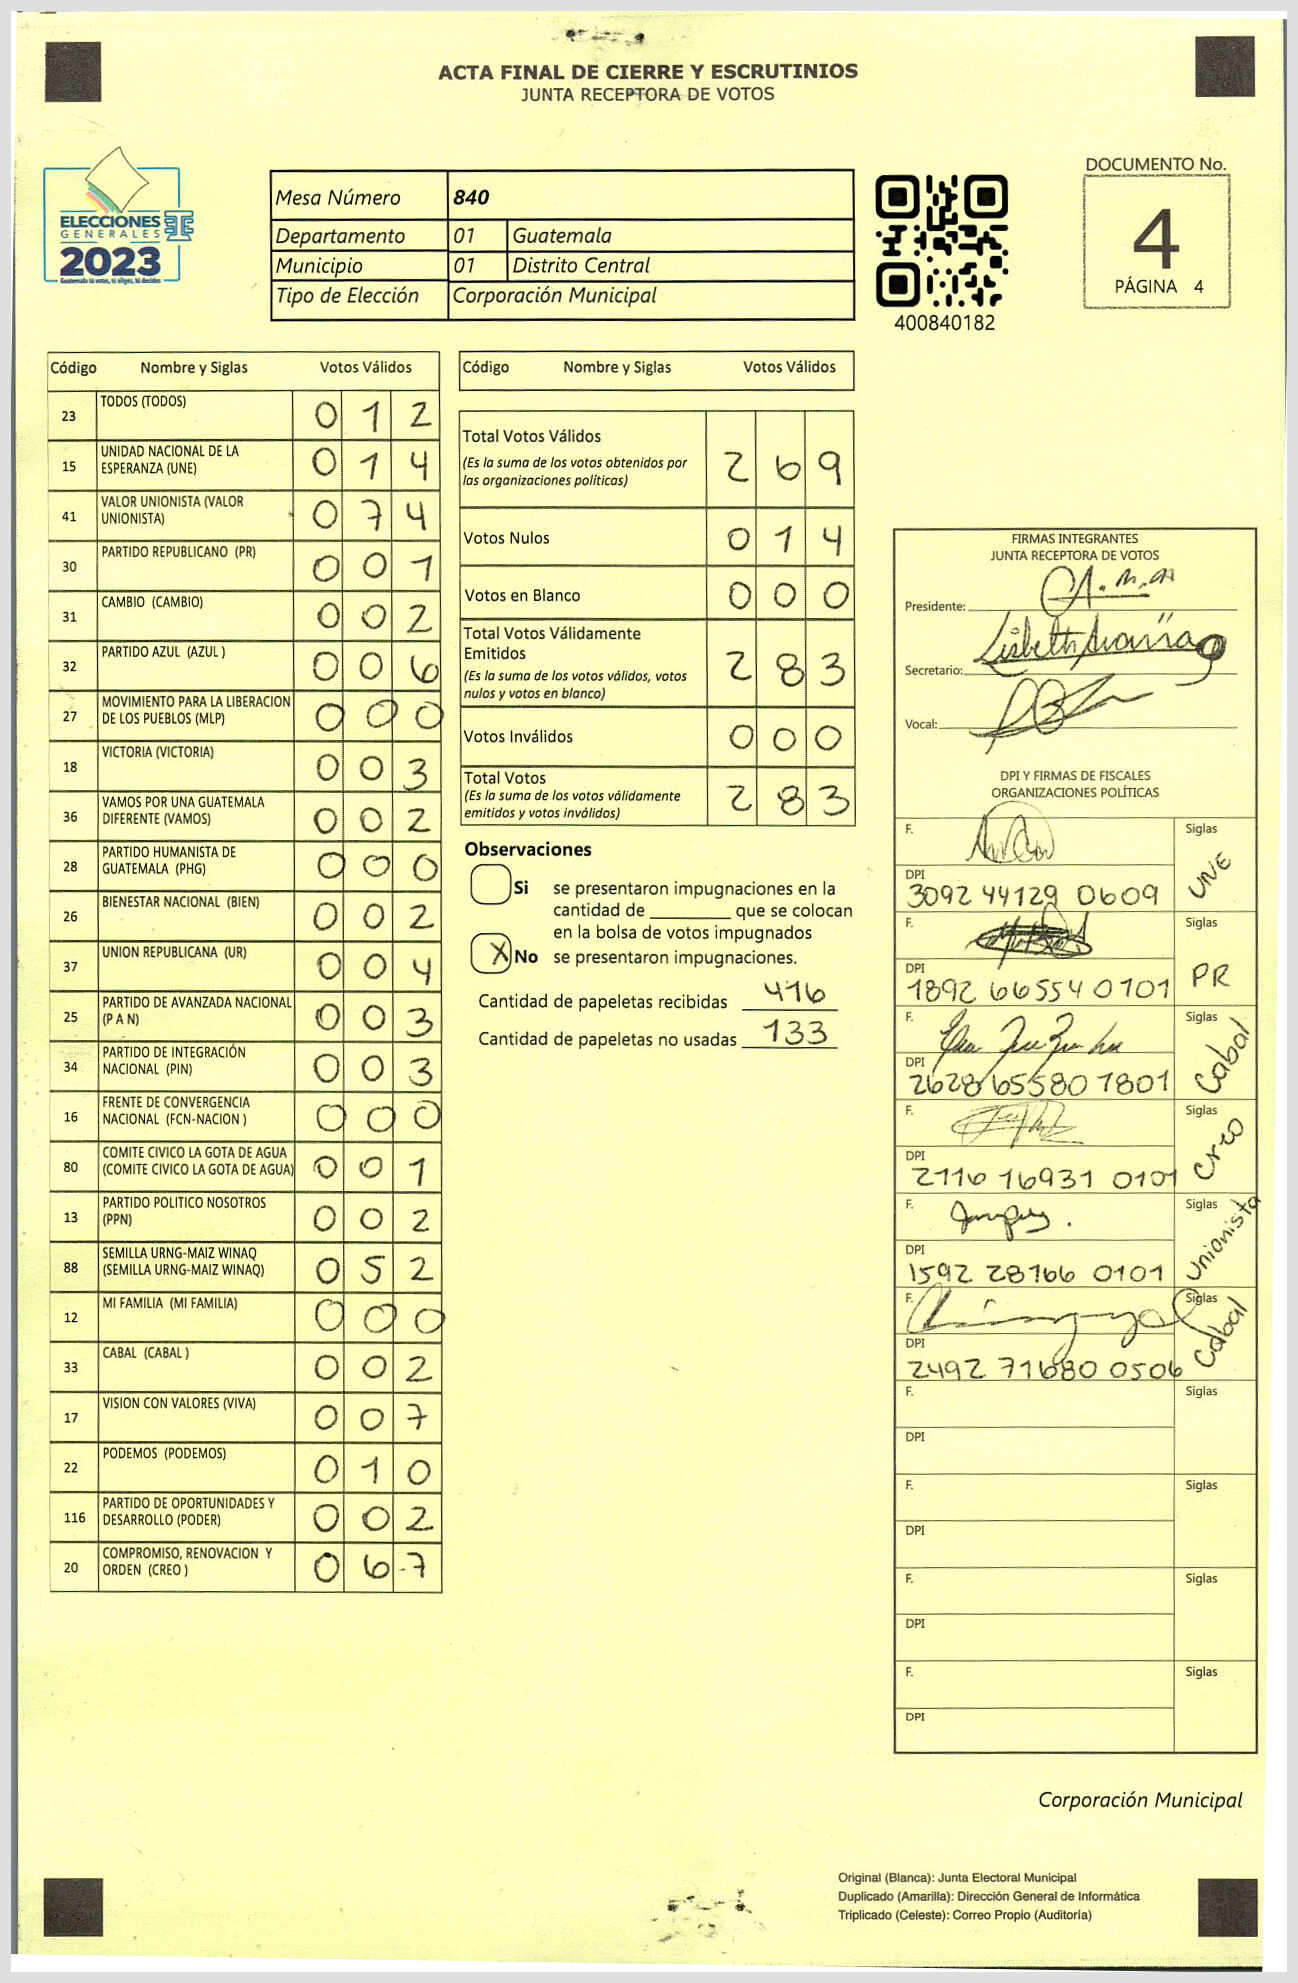 ACTA FINAL DE CIERRE Y ESCRUTINIOS
JUNTA RECEPTORA DE VOTOS
ELECCIONES
GENERALES
2023
Guatemala tú votas, tú eliges, tú decides
Mesa Número 840
Departamento 01 Guatemala
Municipio 01 Distrito Central
Tipo de Elección Corporación Municipal
400840182
DOCUMENTO No.
4
PÁGINA 4
Código Nombre y Siglas Votos Válidos
23 TODOS (TODOS) 0 1 2
15 UNIDAD NACIONAL DE LA ESPERANZA (UNE) 0 1 4
41 VALOR UNIONISTA (VALOR UNIONISTA) 0 7 4
30 PARTIDO REPUBLICANO (PR) 0 0 1
31 CAMBIO (CAMBIO) 0 0 2
32 PARTIDO AZUL (AZUL ) 0 0 6
27 MOVIMIENTO PARA LA LIBERACION DE LOS PUEBLOS (MLP) 0 0 0
18 VICTORIA (VICTORIA) 0 0 3
36 VAMOS POR UNA GUATEMALA DIFERENTE (VAMOS) 0 0 2
28 PARTIDO HUMANISTA DE GUATEMALA (PHG) 0 0 0
26 BIENESTAR NACIONAL (BIEN) 0 0 2
37 UNION REPUBLICANA (UR) 0 0 4
25 PARTIDO DE AVANZADA NACIONAL (P A N) 0 0 3
34 PARTIDO DE INTEGRACIÓN NACIONAL (PIN) 0 0 3
16 FRENTE DE CONVERGENCIA NACIONAL (FCN-NACION ) 0 0 0
80 COMITE CIVICO LA GOTA DE AGUA (COMITE CIVICO LA GOTA DE AGUA) 0 0 1
13 PARTIDO POLITICO NOSOTROS (PPN) 0 0 2
88 SEMILLA URNG-MAIZ WINAQ (SEMILLA URNG-MAIZ WINAQ) 0 5 2
12 MI FAMILIA (MI FAMILIA) 0 0 0
33 CABAL (CABAL ) 0 0 2
17 VISION CON VALORES (VIVA) 0 0 7
22 PODEMOS (PODEMOS) 0 1 0
116 PARTIDO DE OPORTUNIDADES Y DESARROLLO (PODER) 0 0 2
20 COMPROMISO, RENOVACION Y ORDEN (CREO ) 0 6 7
Código Nombre y Siglas Votos Válidos
Total Votos Válidos 2 6 9
(Es la suma de los votos obtenidos por
las organizaciones políticas)
Votos Nulos 0 1 4
Votos en Blanco 0 0 0
Total Votos Válidamente
Emitidos 2 8 3
(Es la suma de los votos válidos, votos
nulos y votos en blanco)
Votos Inválidos 0 0 0
Total Votos 2 8 3
(Es la suma de los votos válidamente
emitidos y votos inválidos)
Observaciones
Si se presentaron impugnaciones en la
cantidad de ________ que se colocan
en la bolsa de votos impugnados
X No se presentaron impugnaciones.
Cantidad de papeletas recibidas 416
Cantidad de papeletas no usadas 133
FIRMAS INTEGRANTES
JUNTA RECEPTORA DE VOTOS
Presidente:
Secretario: Lisbeth
Vocal:
DPI Y FIRMAS DE FISCALES
ORGANIZACIONES POLÍTICAS
F. Siglas UNE
DPI 3092 44129 0609
F. Siglas PR
DPI 1892 66554 0101
F. Siglas Cabal
DPI 2628 65580 1801
F. Siglas Creo
DPI 2116 16931 0101
F. Siglas Unionista
DPI 1592 28166 0101
F. Siglas Cabal
DPI 2492 71680 0506
F. Siglas
DPI
F. Siglas
DPI
F. Siglas
DPI
F. Siglas
DPI
Corporación Municipal
Original (Blanca): Junta Electoral Municipal
Duplicado (Amarilla): Dirección General de Informática
Triplicado (Celeste): Correo Propio (Auditoría)